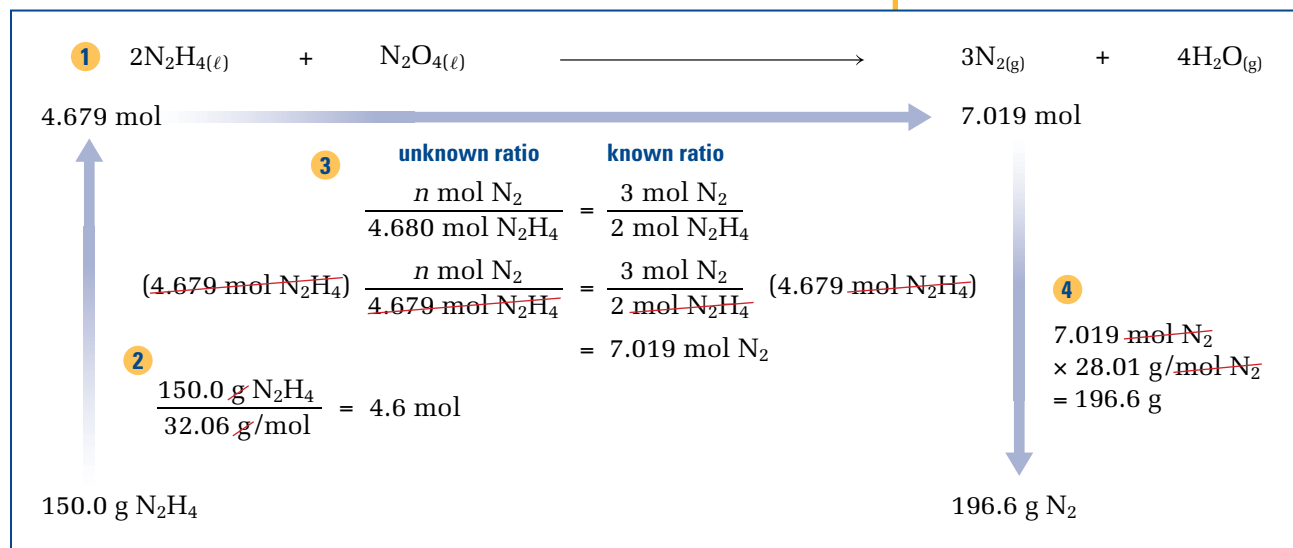 1 2N₂H₄(ℓ) + N₂O₄(ℓ) ⟶ 3N₂(g) + 4H₂O(g)
4.679 mol 7.019 mol
3 unknown ratio known ratio
n mol N₂ / 4.680 mol N₂H₄ = 3 mol N₂ / 2 mol N₂H₄
(4.679 mol N₂H₄) n mol N₂ / 4.679 mol N₂H₄ = 3 mol N₂ / 2 mol N₂H₄ (4.679 mol N₂H₄)
= 7.019 mol N₂
2
150.0 g N₂H₄ / 32.06 g/mol = 4.6 mol
4
7.019 mol N₂
× 28.01 g/mol N₂
= 196.6 g
150.0 g N₂H₄ 196.6 g N₂